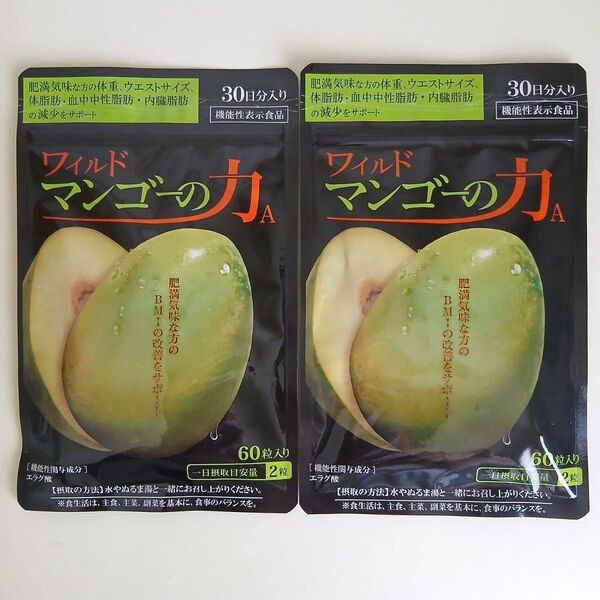 肥満気味な方の体重、ウエストサイズ、
体脂肪・血中中性脂肪・内臓脂肪
の減少をサポート
30日分入り
機能性表示食品
ワイルド
マンゴーの力A
肥満気味な方の
BMIの改善をサポート
60粒入り
[機能性関与成分]
エラグ酸
一日摂取目安量 2粒
【摂取の方法】水やぬるま湯と一緒にお召し上がりください。
※食生活は、主食、主菜、副菜を基本に、食事のバランスを。
肥満気味な方の体重、ウエストサイズ、
体脂肪・血中中性脂肪・内臓脂肪
の減少をサポート
30日分入り
機能性表示食品
ワイルド
マンゴーの力A
肥満気味な方の
BMIの改善をサポート
60粒入り
[機能性関与成分]
エラグ酸
一日摂取目安量 2粒
【摂取の方法】水やぬるま湯と一緒にお召し上がりください。
※食生活は、主食、主菜、副菜を基本に、食事のバランスを。